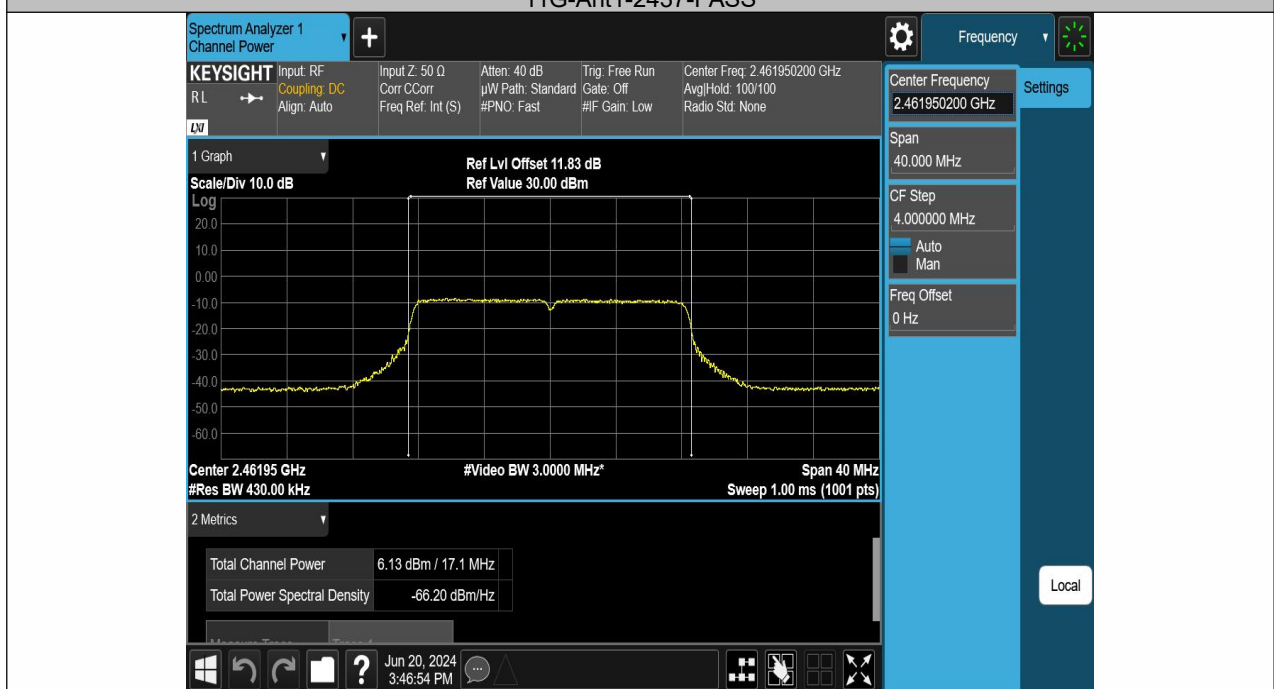 Spectrum Analyzer 1
Channel Power
+
Frequency
KEYSIGHT Input: RF Input Z: 50 Ω Atten: 40 dB Trig: Free Run Center Freq: 2.461950200 GHz
RL Coupling: DC Corr CCorr µW Path: Standard Gate: Off Avg|Hold: 100/100
Align: Auto Freq Ref: Int (S) #PNO: Fast #IF Gain: Low Radio Std: None
LXI
Center Frequency
2.461950200 GHz
Settings
Span
40.000 MHz
CF Step
4.000000 MHz
Auto
Man
Freq Offset
0 Hz
1 Graph
Ref Lvl Offset 11.83 dB
Scale/Div 10.0 dB Ref Value 30.00 dBm
Log
20.0
10.0
0.00
-10.0
-20.0
-30.0
-40.0
-50.0
-60.0
Center 2.46195 GHz #Video BW 3.0000 MHz* Span 40 MHz
#Res BW 430.00 kHz Sweep 1.00 ms (1001 pts)
2 Metrics
Total Channel Power 6.13 dBm / 17.1 MHz
Total Power Spectral Density -66.20 dBm/Hz
Local
? Jun 20, 2024
3:46:54 PM